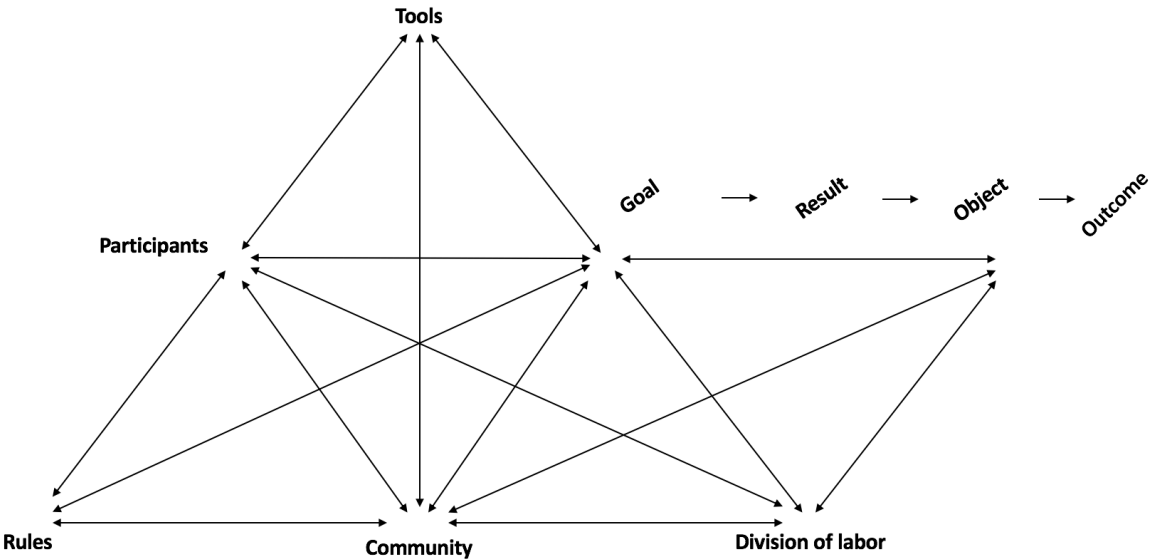 Tools
Goal
Result
Object
Outcome
Participants
Rules
Community
Division of labor